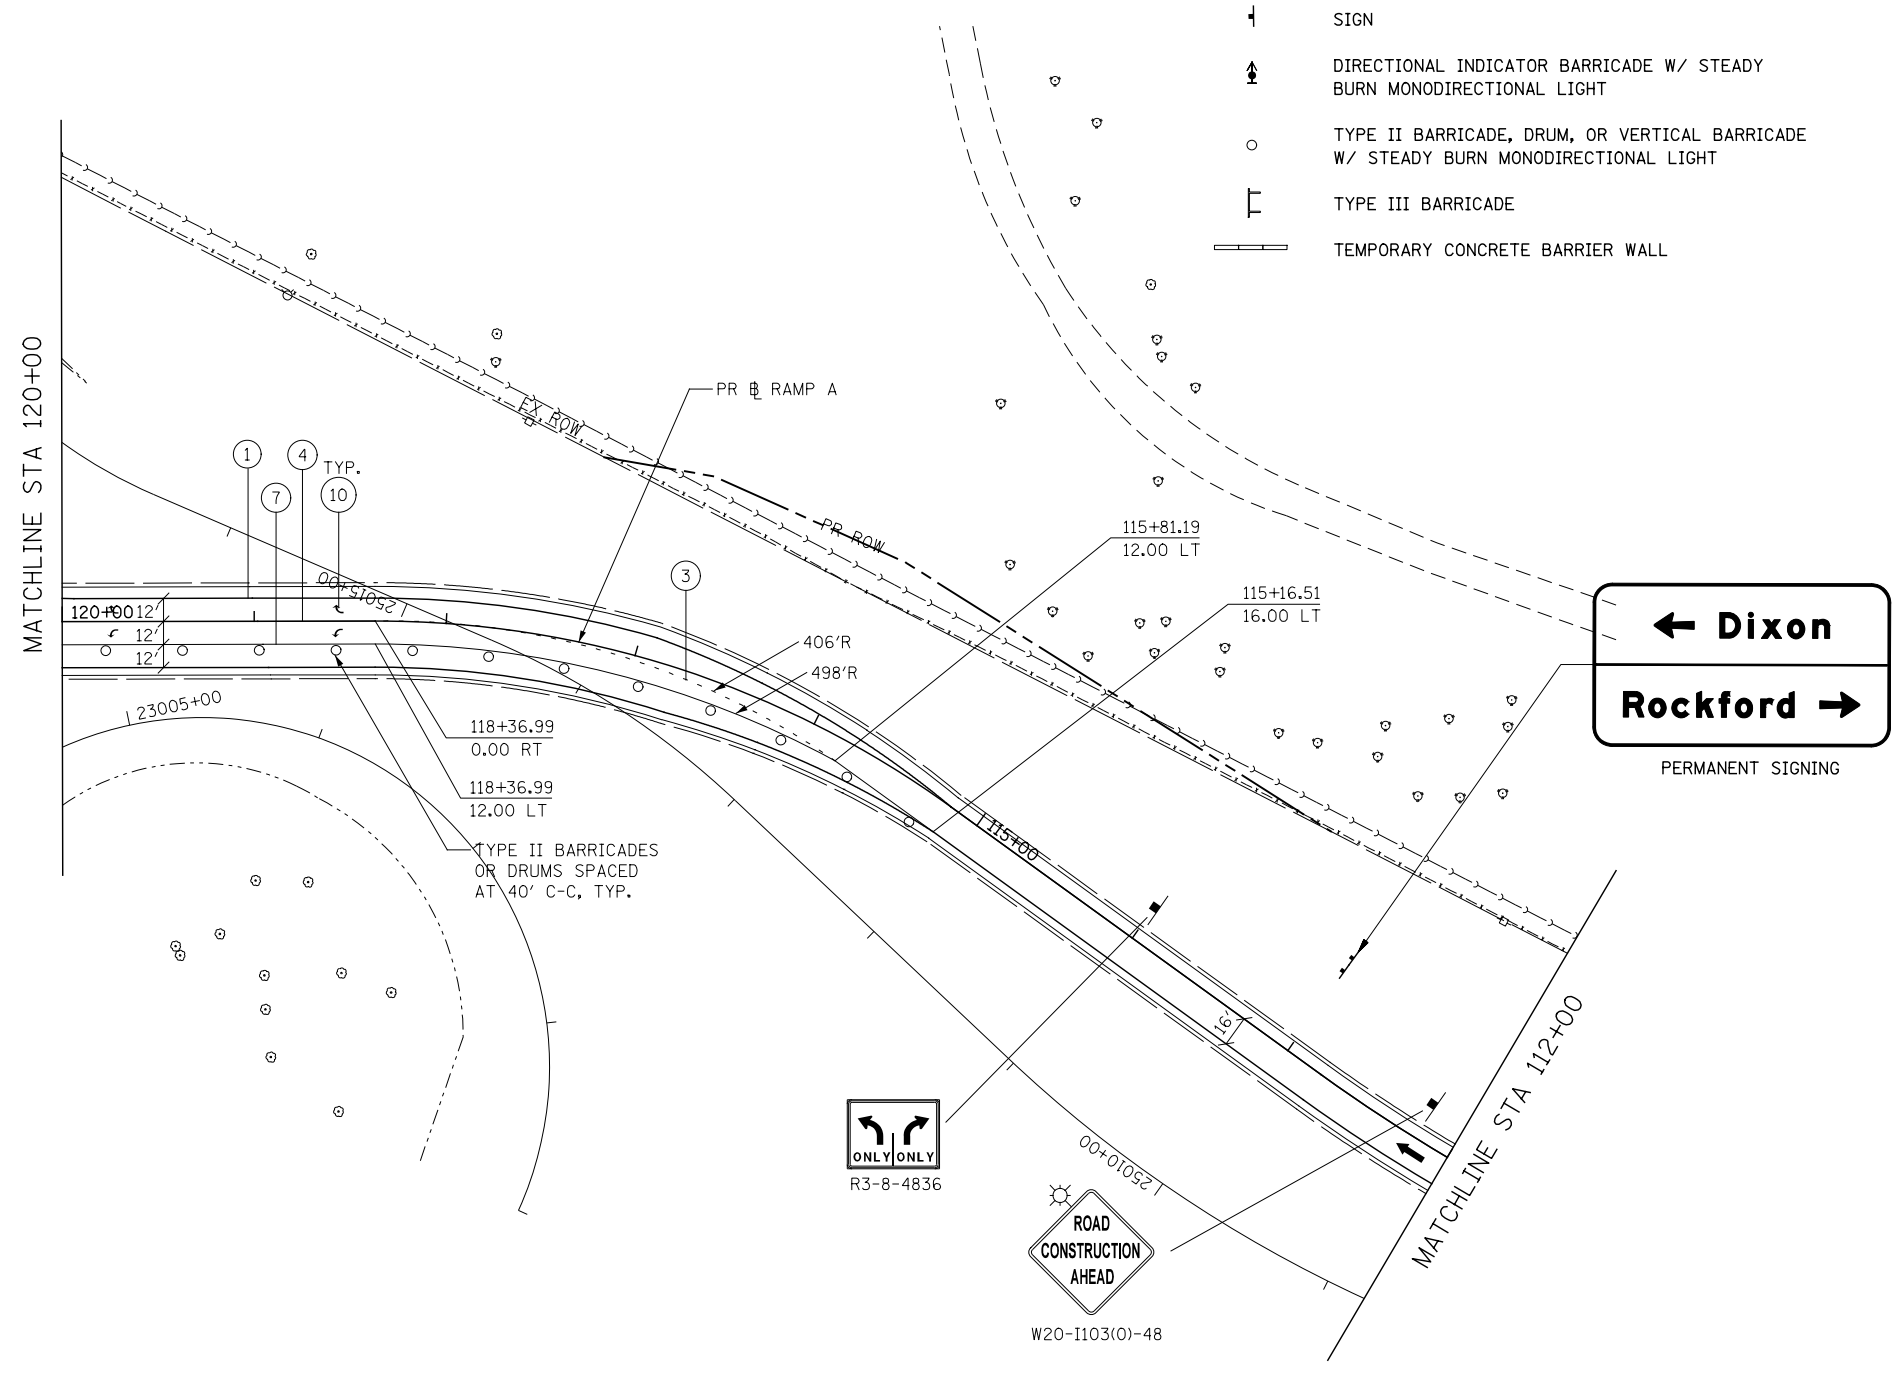 SIGN
DIRECTIONAL INDICATOR BARRICADE W/ STEADY
BURN MONODIRECTIONAL LIGHT
TYPE II BARRICADE, DRUM, OR VERTICAL BARRICADE
W/ STEADY BURN MONODIRECTIONAL LIGHT
TYPE III BARRICADE
TEMPORARY CONCRETE BARRIER WALL
MATCHLINE STA 120+00
PR BL RAMP A
EX ROW
1
4
TYP.
7
10
PR ROW
115+81.19
12.00 LT
3
25015+00
115+16.51
16.00 LT
120+00
12'
12'
12'
406'R
498'R
← Dixon
Rockford →
PERMANENT SIGNING
23005+00
118+36.99
0.00 RT
118+36.99
12.00 LT
TYPE II BARRICADES
OR DRUMS SPACED
AT 40' C-C, TYP.
115+00
16'
MATCHLINE STA 112+00
ONLY ONLY
R3-8-4836
25010+00
ROAD
CONSTRUCTION
AHEAD
W20-I103(O)-48